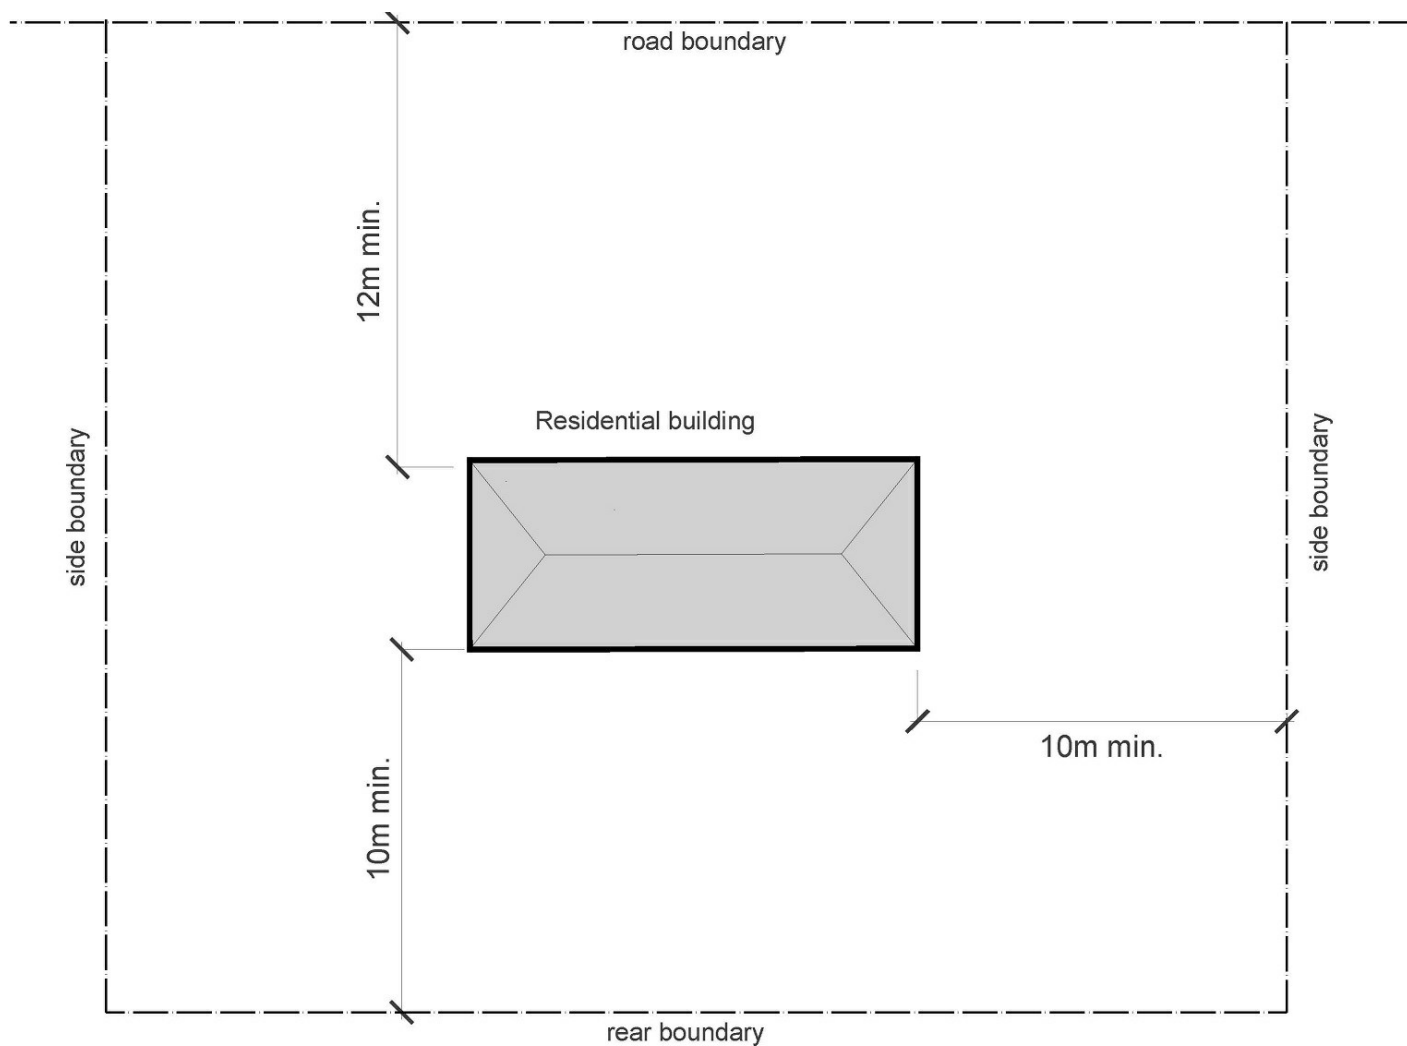 road boundary
12m min.
Residential building
side boundary
side boundary
10m min.
10m min.
rear boundary